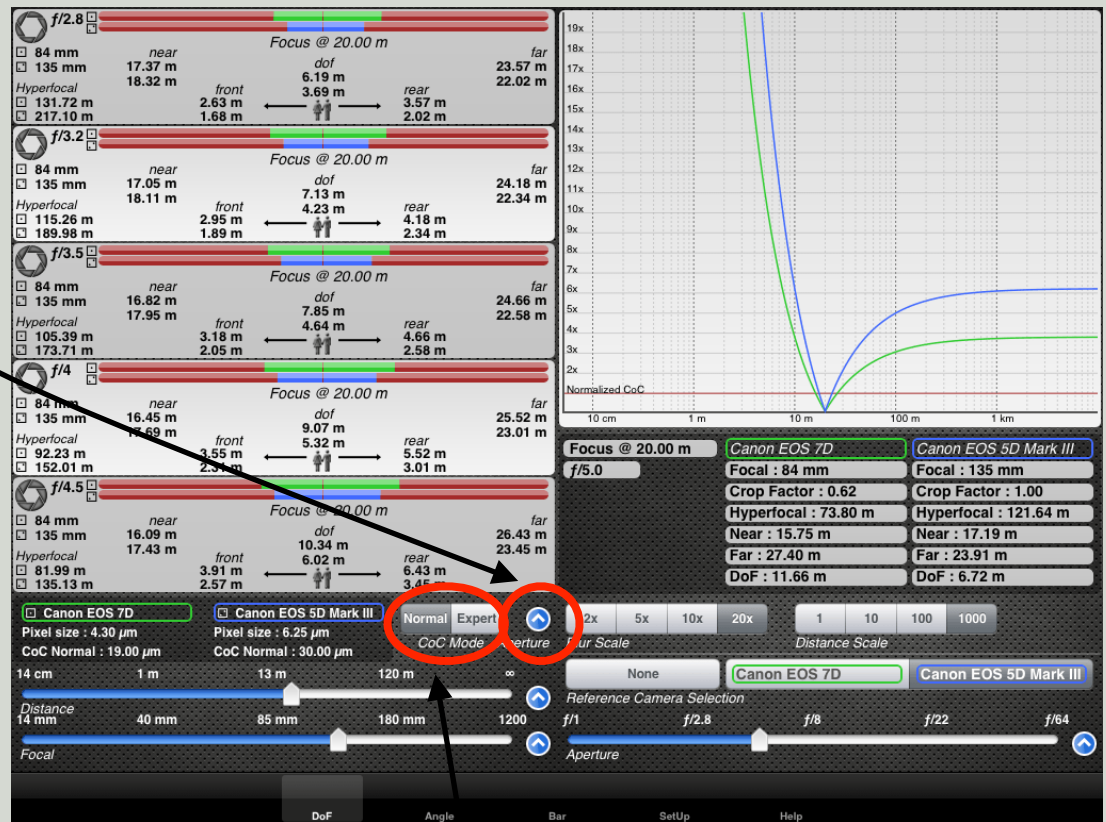 f/2.8
Focus @ 20.00 m
84 mm near dof far
135 mm 17.37 m 6.19 m 23.57 m
18.32 m 3.69 m 22.02 m
Hyperfocal front rear
131.72 m 2.63 m 3.57 m
217.10 m 1.68 m 2.02 m
f/3.2
Focus @ 20.00 m
84 mm near dof far
135 mm 17.05 m 7.13 m 24.18 m
18.11 m 4.23 m 22.34 m
Hyperfocal front rear
115.26 m 2.95 m 4.18 m
189.98 m 1.89 m 2.34 m
f/3.5
Focus @ 20.00 m
84 mm near dof far
135 mm 16.82 m 7.85 m 24.66 m
17.95 m 4.64 m 22.58 m
Hyperfocal front rear
105.39 m 3.18 m 4.66 m
173.71 m 2.05 m 2.58 m
f/4
Focus @ 20.00 m
84 mm near dof far
135 mm 16.45 m 9.07 m 25.52 m
17.69 m 5.32 m 23.01 m
Hyperfocal front rear
92.23 m 3.55 m 5.52 m
152.01 m 2.31 m 3.01 m
f/4.5
Focus @ 20.00 m
84 mm near dof far
135 mm 16.09 m 10.34 m 26.43 m
17.43 m 6.02 m 23.45 m
Hyperfocal front rear
81.99 m 3.91 m 6.43 m
135.13 m 2.57 m 3.45 m
19x
18x
17x
16x
15x
14x
13x
12x
11x
10x
9x
8x
7x
6x
5x
4x
3x
2x
Normalized CoC
10 cm 1 m 10 m 100 m 1 km
Focus @ 20.00 m Canon EOS 7D Canon EOS 5D Mark III
f/5.0 Focal : 84 mm Focal : 135 mm
Crop Factor : 0.62 Crop Factor : 1.00
Hyperfocal : 73.80 m Hyperfocal : 121.64 m
Near : 15.75 m Near : 17.19 m
Far : 27.40 m Far : 23.91 m
DoF : 11.66 m DoF : 6.72 m
Canon EOS 7D Canon EOS 5D Mark III Normal Expert
Pixel size : 4.30 µm Pixel size : 6.25 µm CoC Mode Aperture
CoC Normal : 19.00 µm CoC Normal : 30.00 µm
2x 5x 10x 20x 1 10 100 1000
Blur Scale Distance Scale
14 cm 1 m 13 m 120 m ∞
Distance
None Canon EOS 7D Canon EOS 5D Mark III
Reference Camera Selection
14 mm 40 mm 85 mm 180 mm 1200
Focal
f/1 f/2.8 f/8 f/22 f/64
Aperture
DoF Angle Bar SetUp Help